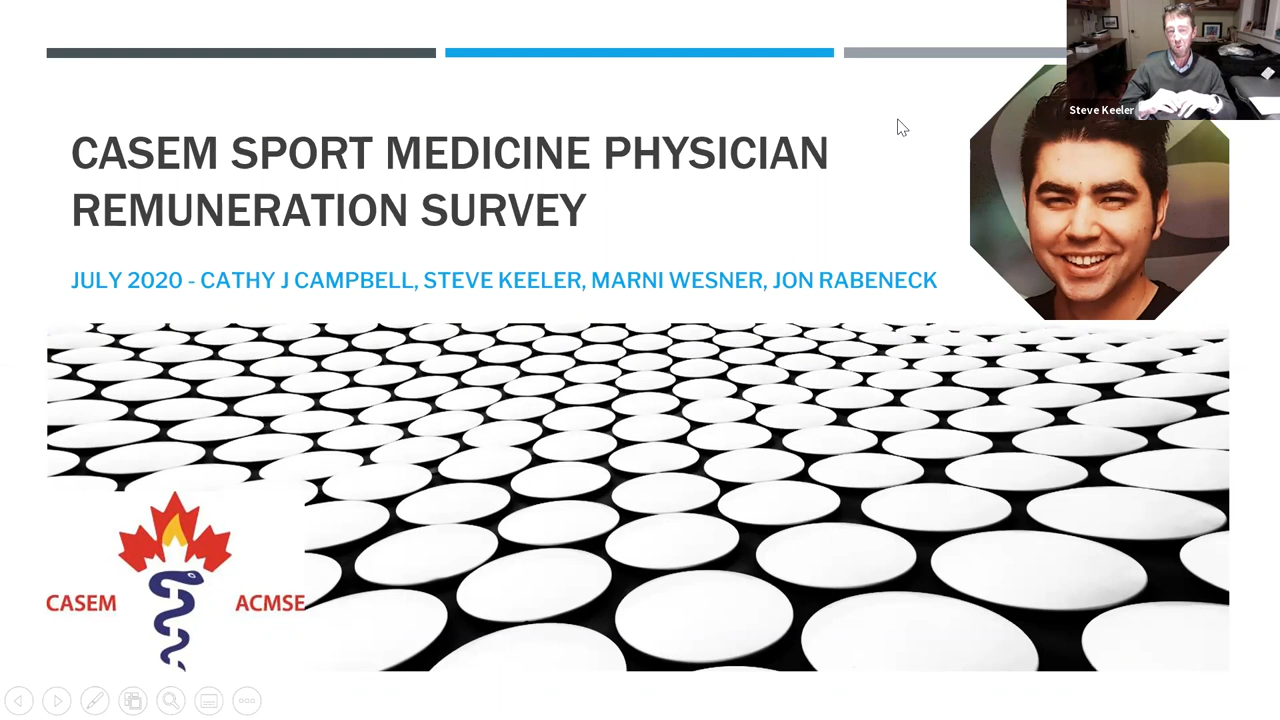 CASEM SPORT MEDICINE PHYSICIAN
REMUNERATION SURVEY
JULY 2020 - CATHY J CAMPBELL, STEVE KEELER, MARNI WESNER, JON RABENECK
Steve Keeler
CASEM ACMSE